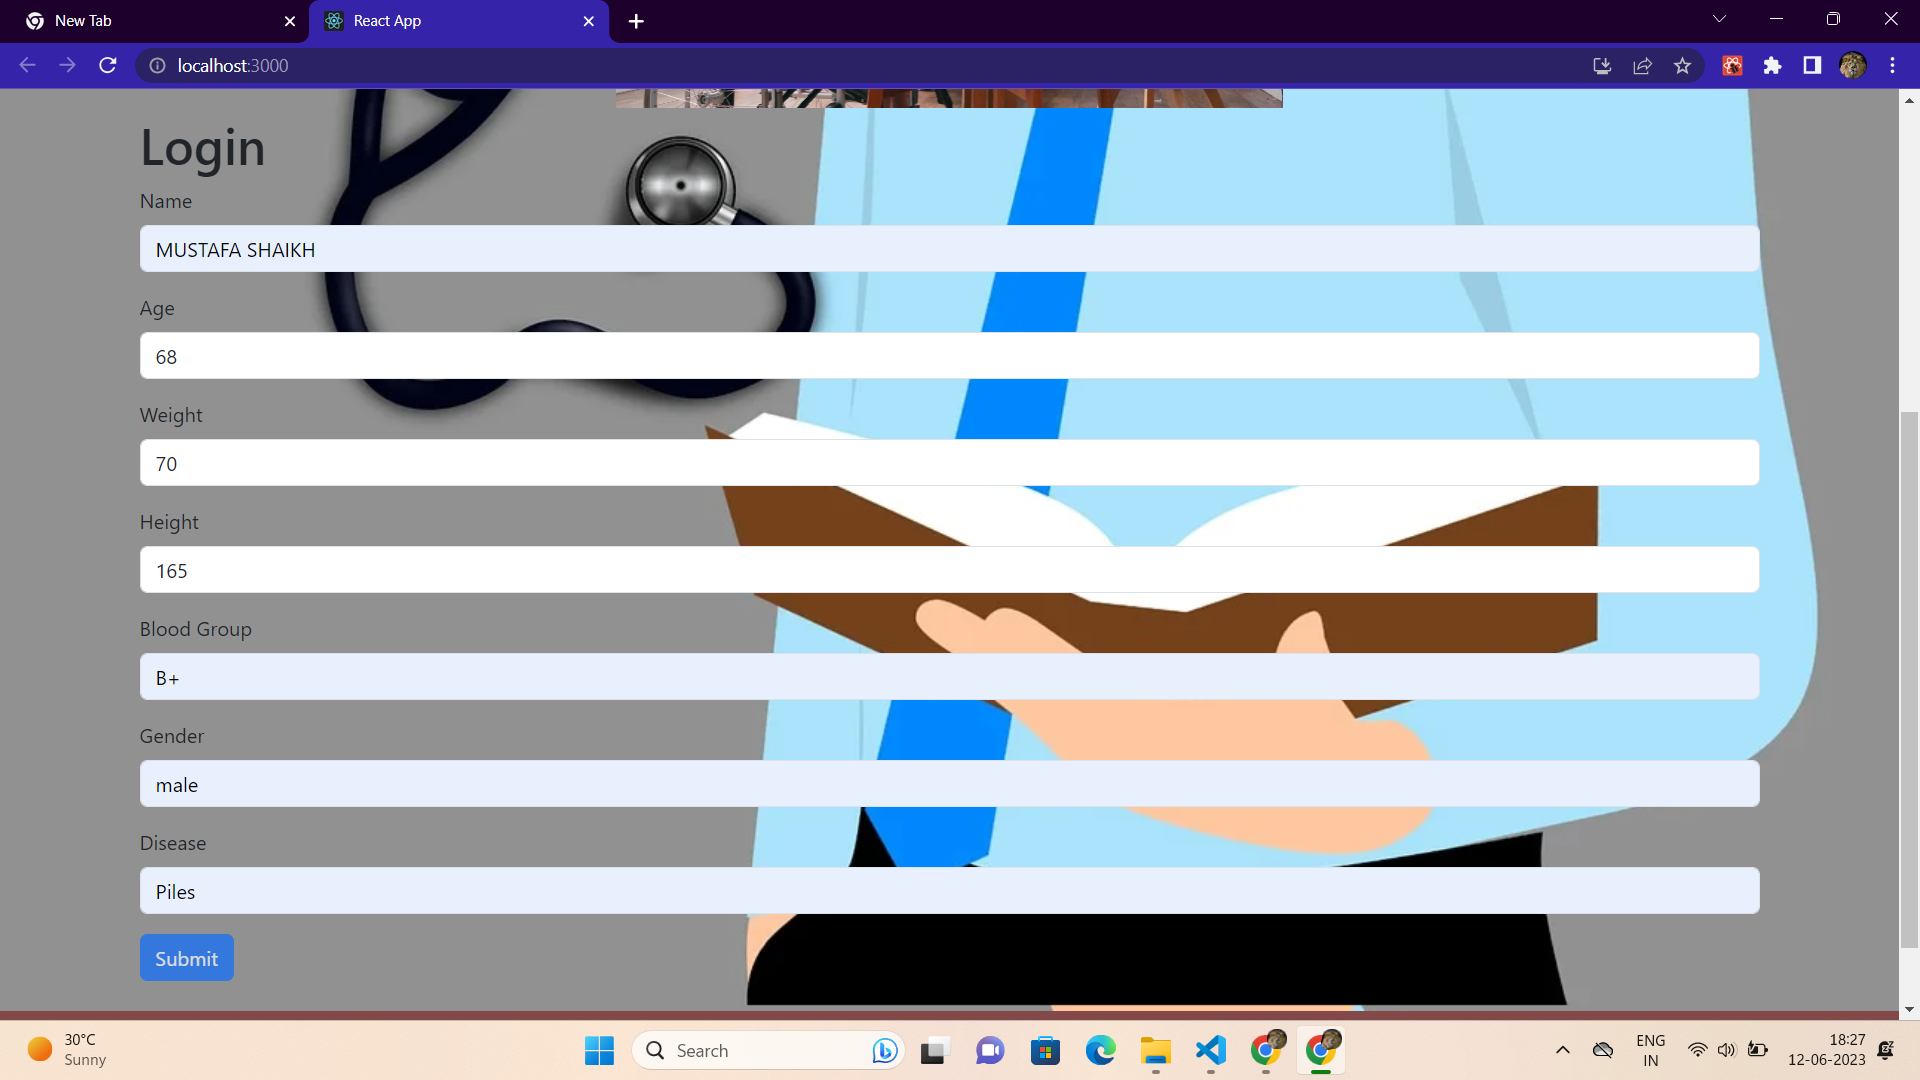 New Tab
React App
localhost:3000
Login
Name
MUSTAFA SHAIKH
Age
68
Weight
70
Height
165
Blood Group
B+
Gender
male
Disease
Piles
Submit
30°C
Sunny
Search
ENG
IN
18:27
12-06-2023